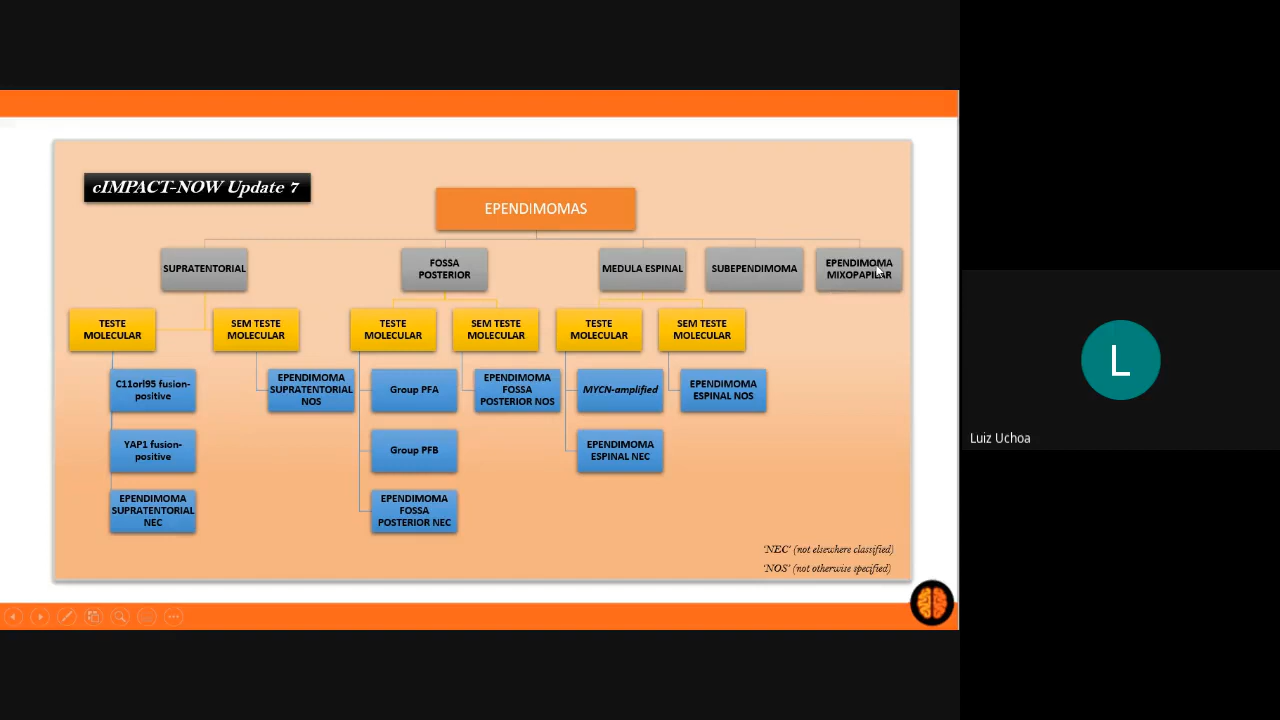 cIMPACT-NOW Update 7
EPENDIMOMAS
SUPRATENTORIAL
FOSSA
POSTERIOR
MEDULA ESPINAL
SUBEPENDIMOMA
EPENDIMOMA
MIXOPAPILAR
TESTE
MOLECULAR
SEM TESTE
MOLECULAR
TESTE
MOLECULAR
SEM TESTE
MOLECULAR
TESTE
MOLECULAR
SEM TESTE
MOLECULAR
C11orl95 fusion-
positive
EPENDIMOMA
SUPRATENTORIAL
NOS
Group PFA
EPENDIMOMA
FOSSA
POSTERIOR NOS
MYCN-amplified
EPENDIMOMA
ESPINAL NOS
YAP1 fusion-
positive
Group PFB
EPENDIMOMA
ESPINAL NEC
EPENDIMOMA
SUPRATENTORIAL
NEC
EPENDIMOMA
FOSSA
POSTERIOR NEC
'NEC' (not elsewhere classified)
'NOS' (not otherwise specified)
L
Luiz Uchoa